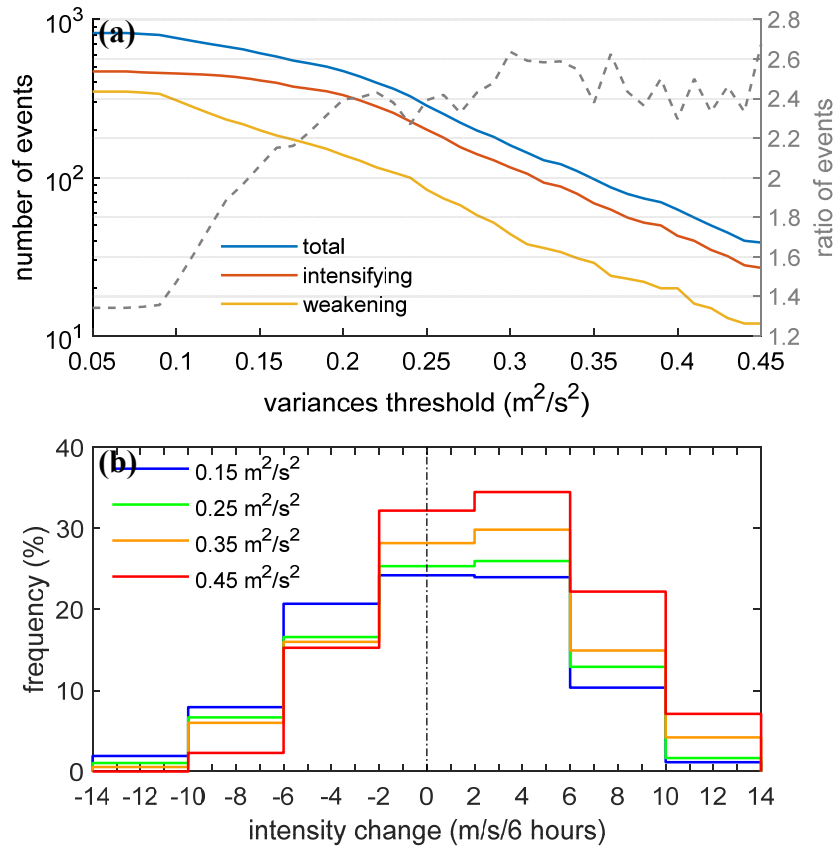 (a)
10³
10²
10¹
number of events
2.8
2.6
2.4
2.2
2
1.8
1.6
1.4
1.2
ratio of events
total
intensifying
weakening
0.05 0.1 0.15 0.2 0.25 0.3 0.35 0.4 0.45
variances threshold (m²/s²)
(b)
40
30
20
10
0
frequency (%)
0.15 m²/s²
0.25 m²/s²
0.35 m²/s²
0.45 m²/s²
-14 -12 -10 -8 -6 -4 -2 0 2 4 6 8 10 12 14
intensity change (m/s/6 hours)